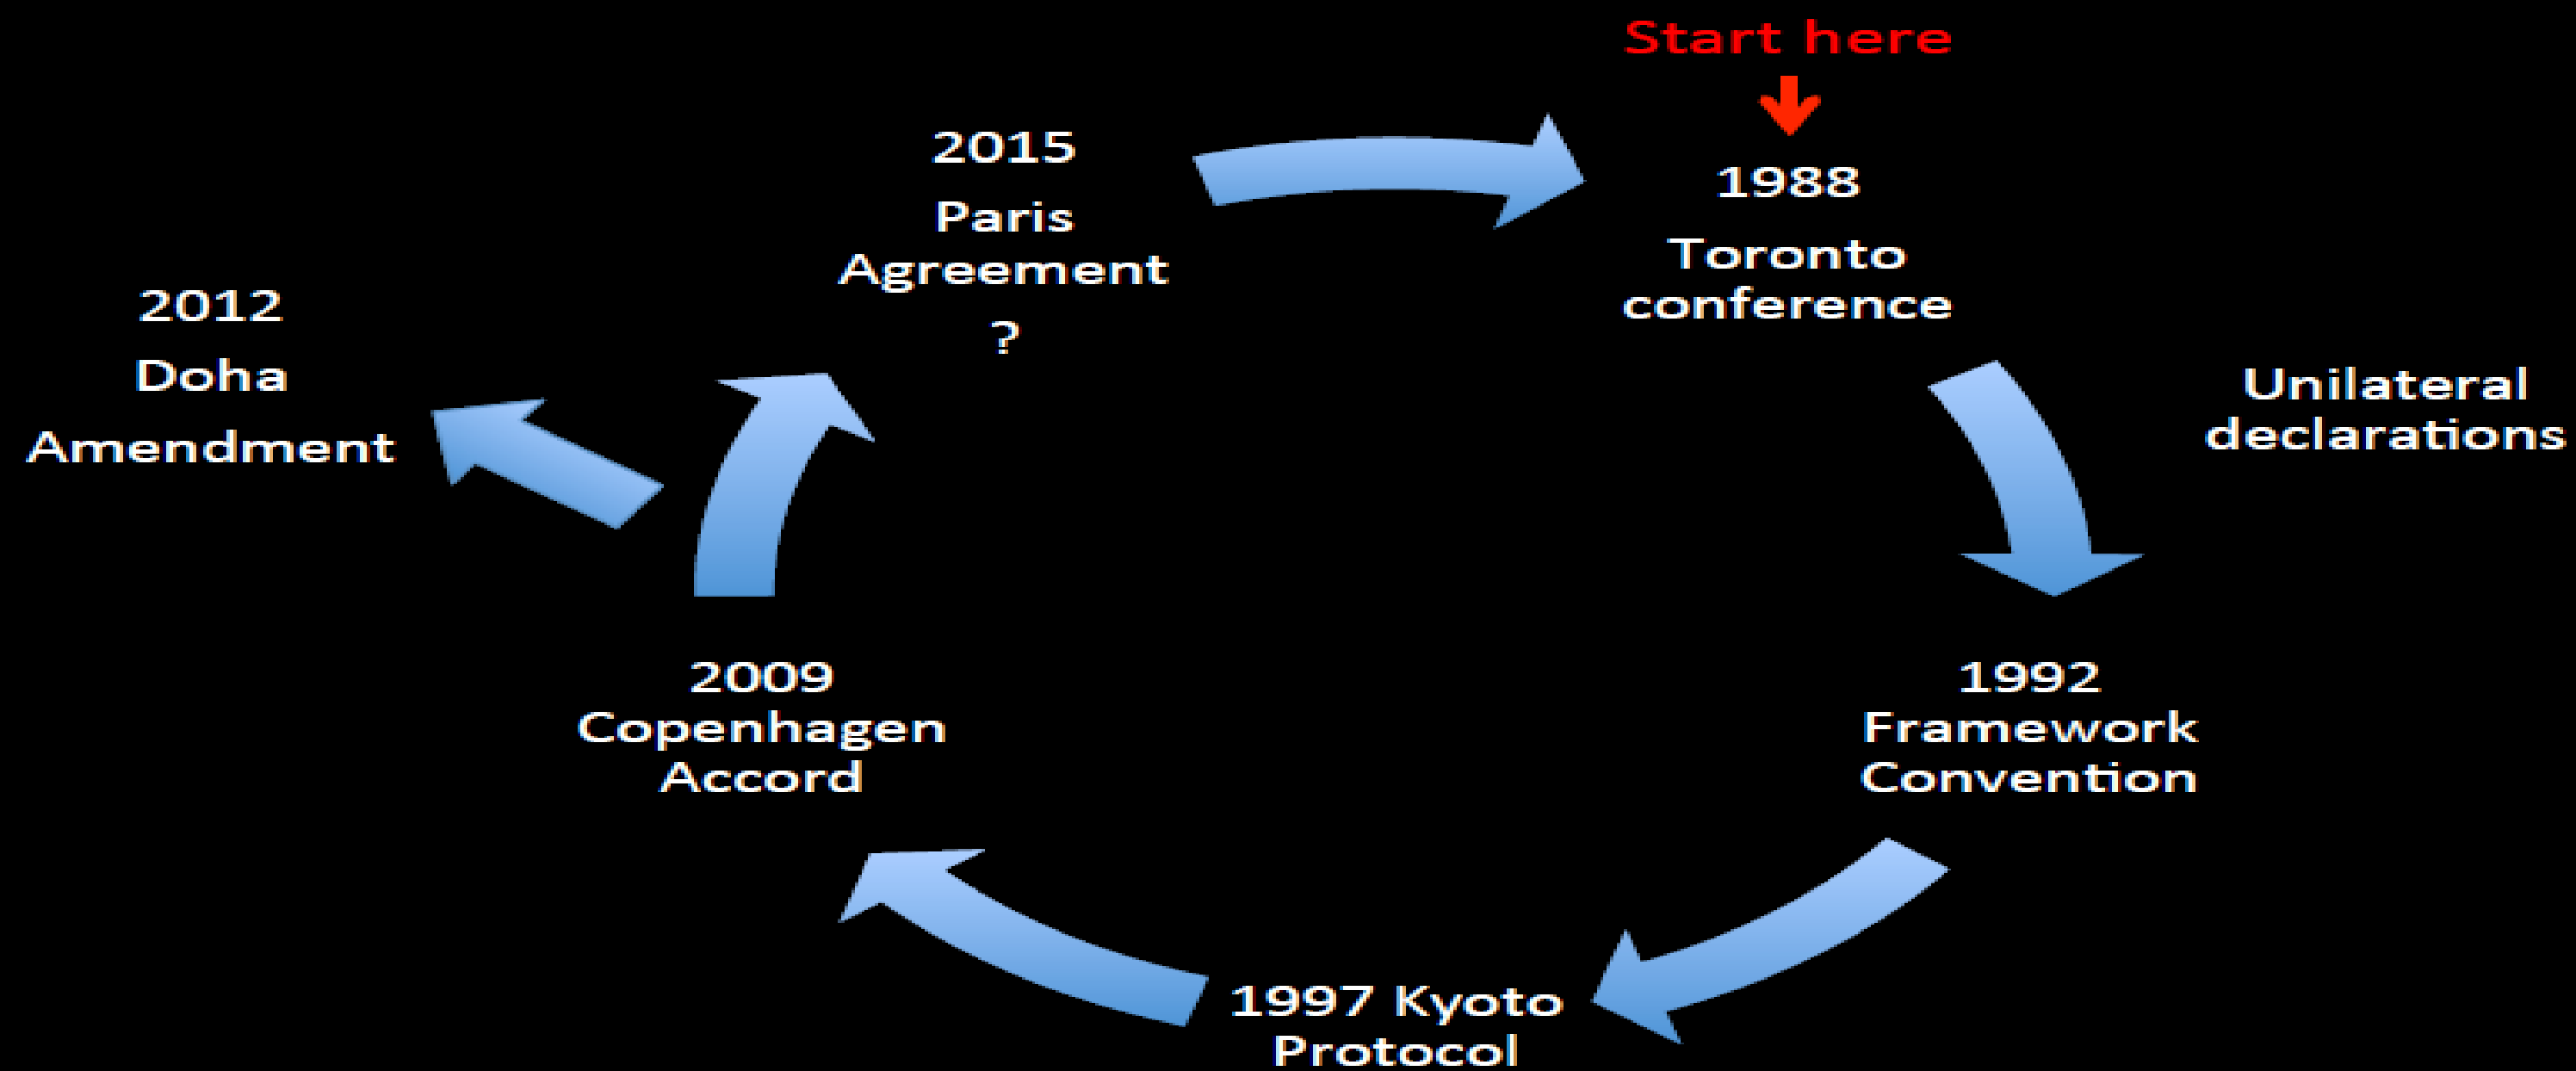 Start here
1988
Toronto
conference
Unilateral
declarations
1992
Framework
Convention
1997 Kyoto
Protocol
2009
Copenhagen
Accord
2012
Doha
Amendment
2015
Paris
Agreement
?